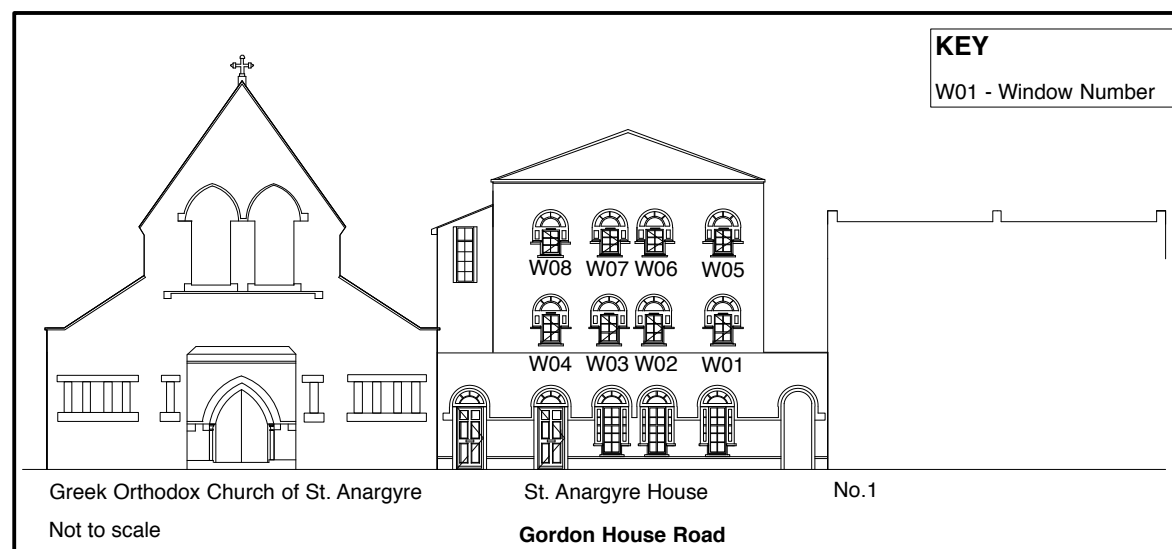 KEY
W01 - Window Number
W08 W07 W06 W05
W04 W03 W02 W01
Greek Orthodox Church of St. Anargyre
St. Anargyre House
No.1
Not to scale
Gordon House Road